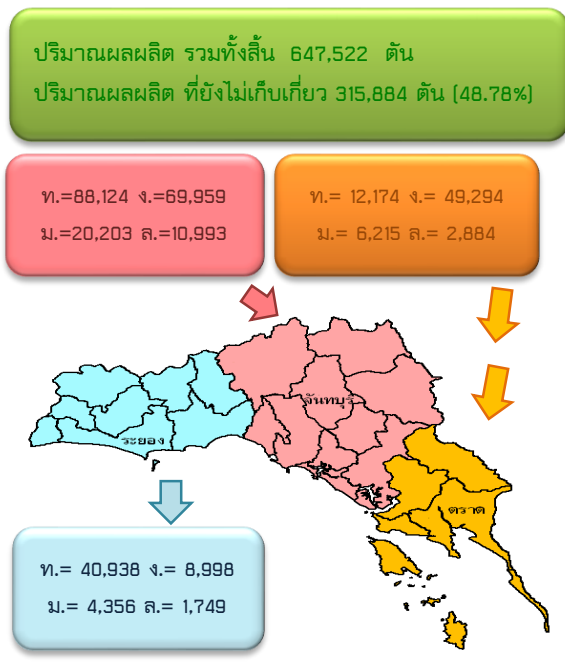 ปริมาณผลผลิต รวมทั้งสิ้น 647,522 ตัน
ปริมาณผลผลิต ที่ยังไม่เก็บเกี่ยว 315,884 ตัน (48.78%)
ท.=88,124 ง.=69,959
ม.=20,203 ล.=10,993
ท.= 12,174 ง.= 49,294
ม.= 6,215 ล.= 2,884
จันทบุรี
ระยอง
ตราด
ท.= 40,938 ง.= 8,998
ม.= 4,356 ล.= 1,749